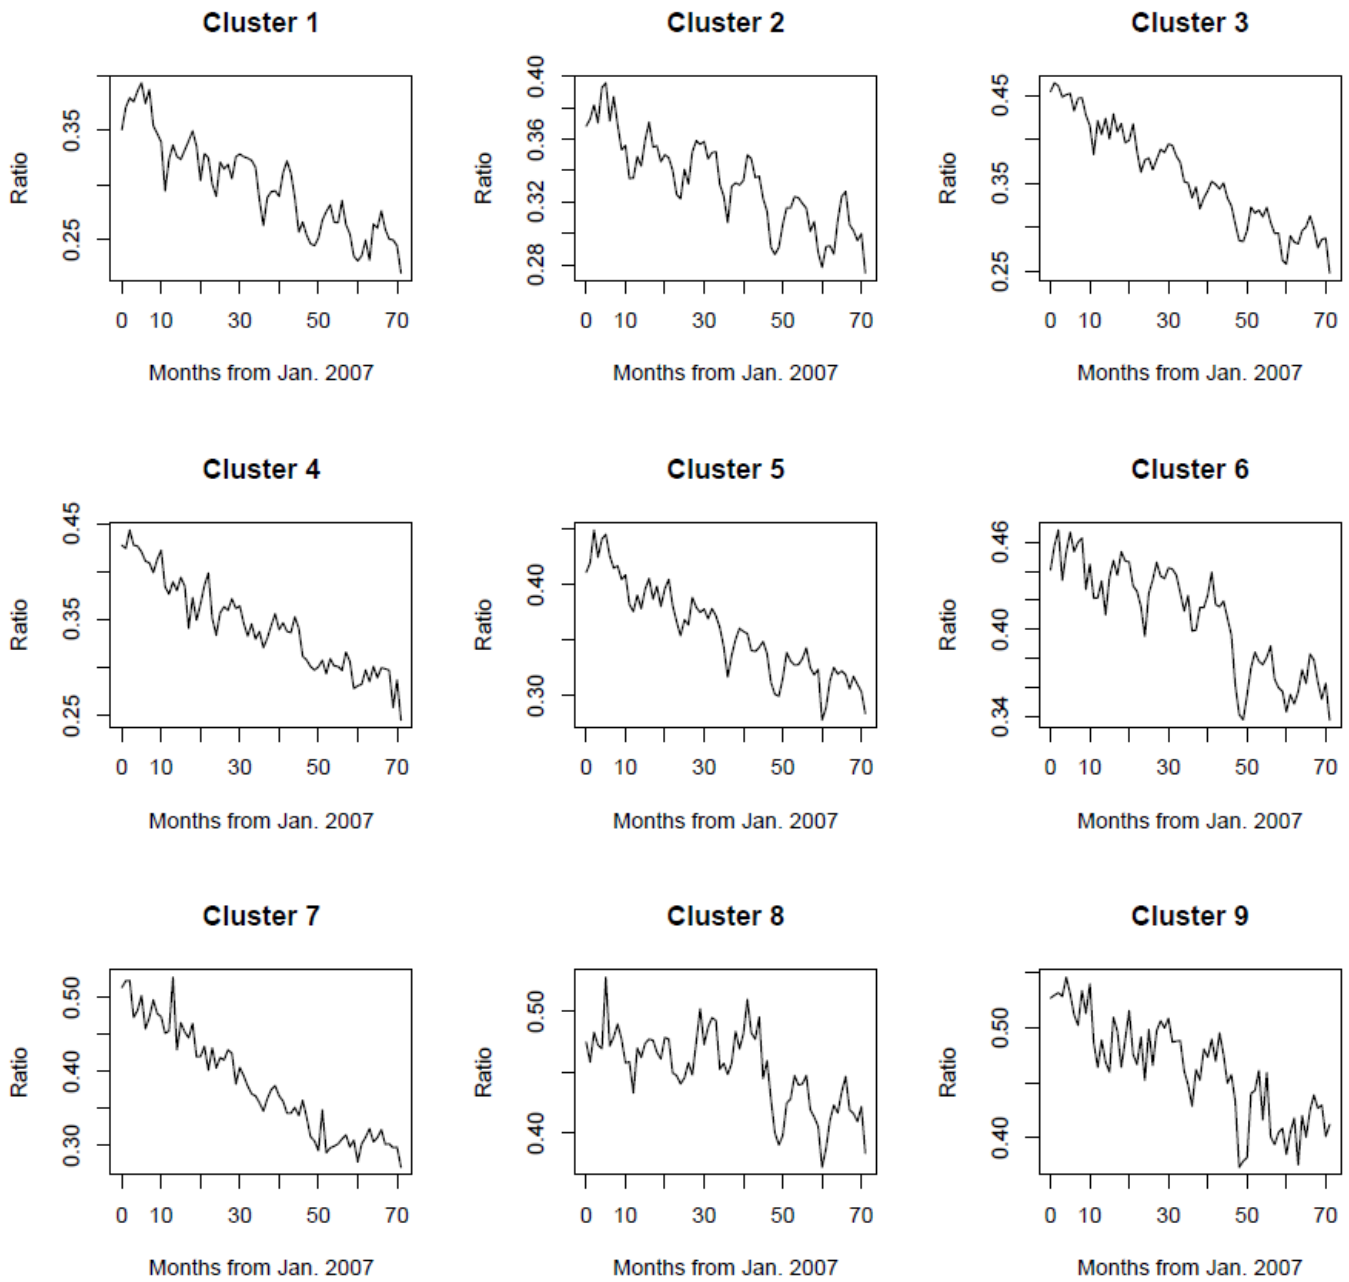 Cluster 1
Ratio
0.25 0.35
0 10 30 50 70
Months from Jan. 2007
Cluster 2
Ratio
0.28 0.32 0.36 0.40
0 10 30 50 70
Months from Jan. 2007
Cluster 3
Ratio
0.25 0.35 0.45
0 10 30 50 70
Months from Jan. 2007
Cluster 4
Ratio
0.25 0.35 0.45
0 10 30 50 70
Months from Jan. 2007
Cluster 5
Ratio
0.30 0.40
0 10 30 50 70
Months from Jan. 2007
Cluster 6
Ratio
0.34 0.40 0.46
0 10 30 50 70
Months from Jan. 2007
Cluster 7
Ratio
0.30 0.40 0.50
0 10 30 50 70
Months from Jan. 2007
Cluster 8
Ratio
0.40 0.50
0 10 30 50 70
Months from Jan. 2007
Cluster 9
Ratio
0.40 0.50
0 10 30 50 70
Months from Jan. 2007